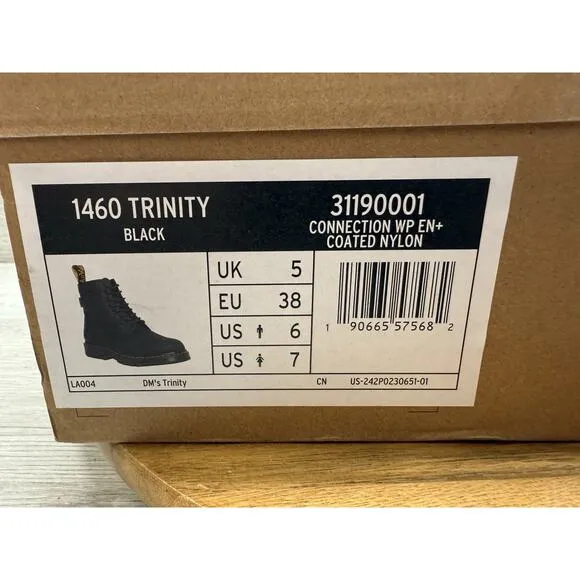 1460 TRINITY
BLACK
31190001
CONNECTION WP EN+
COATED NYLON
UK 5
EU 38
US 6
US 7
1 90665 57568 2
LA004
DM's Trinity
CN
US-242P0230651-01